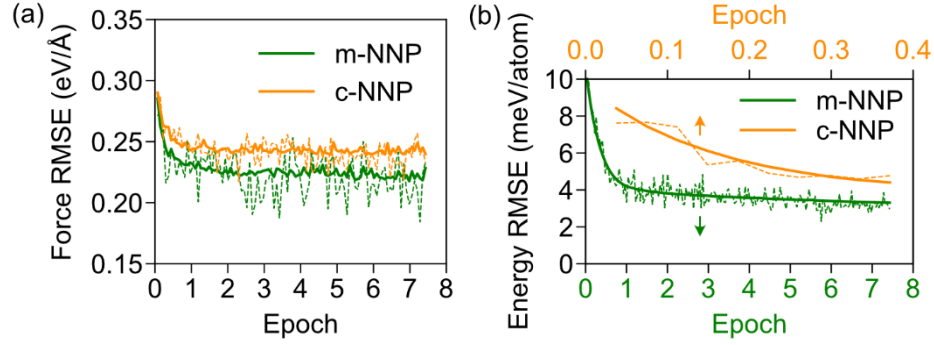 (a)
Force RMSE (eV/Å)
0.35
0.30
0.25
0.20
0.15
m-NNP
c-NNP
0 1 2 3 4 5 6 7 8
Epoch
(b)
Epoch
0.0 0.1 0.2 0.3 0.4
Energy RMSE (meV/atom)
10
8
6
4
2
0
m-NNP
c-NNP
0 1 2 3 4 5 6 7 8
Epoch